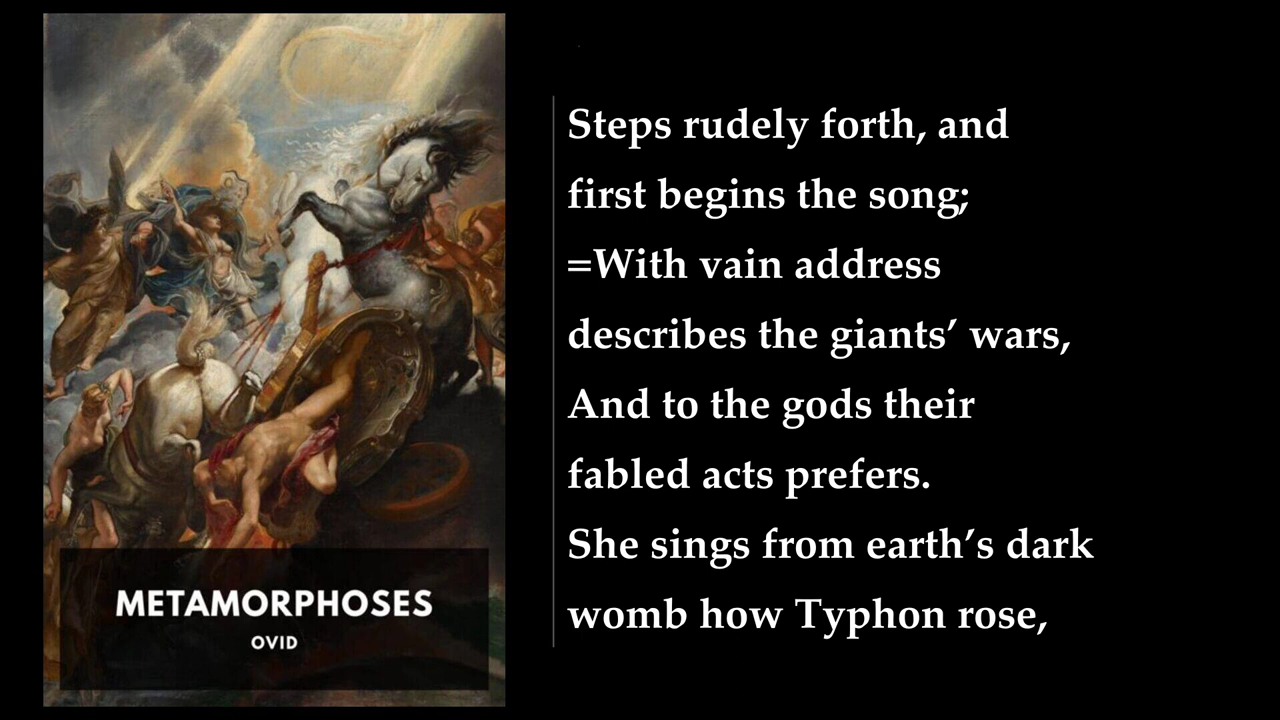 METAMORPHOSES
OVID
Steps rudely forth, and
first begins the song;
=With vain address
describes the giants’ wars,
And to the gods their
fabled acts prefers.
She sings from earth’s dark
womb how Typhon rose,